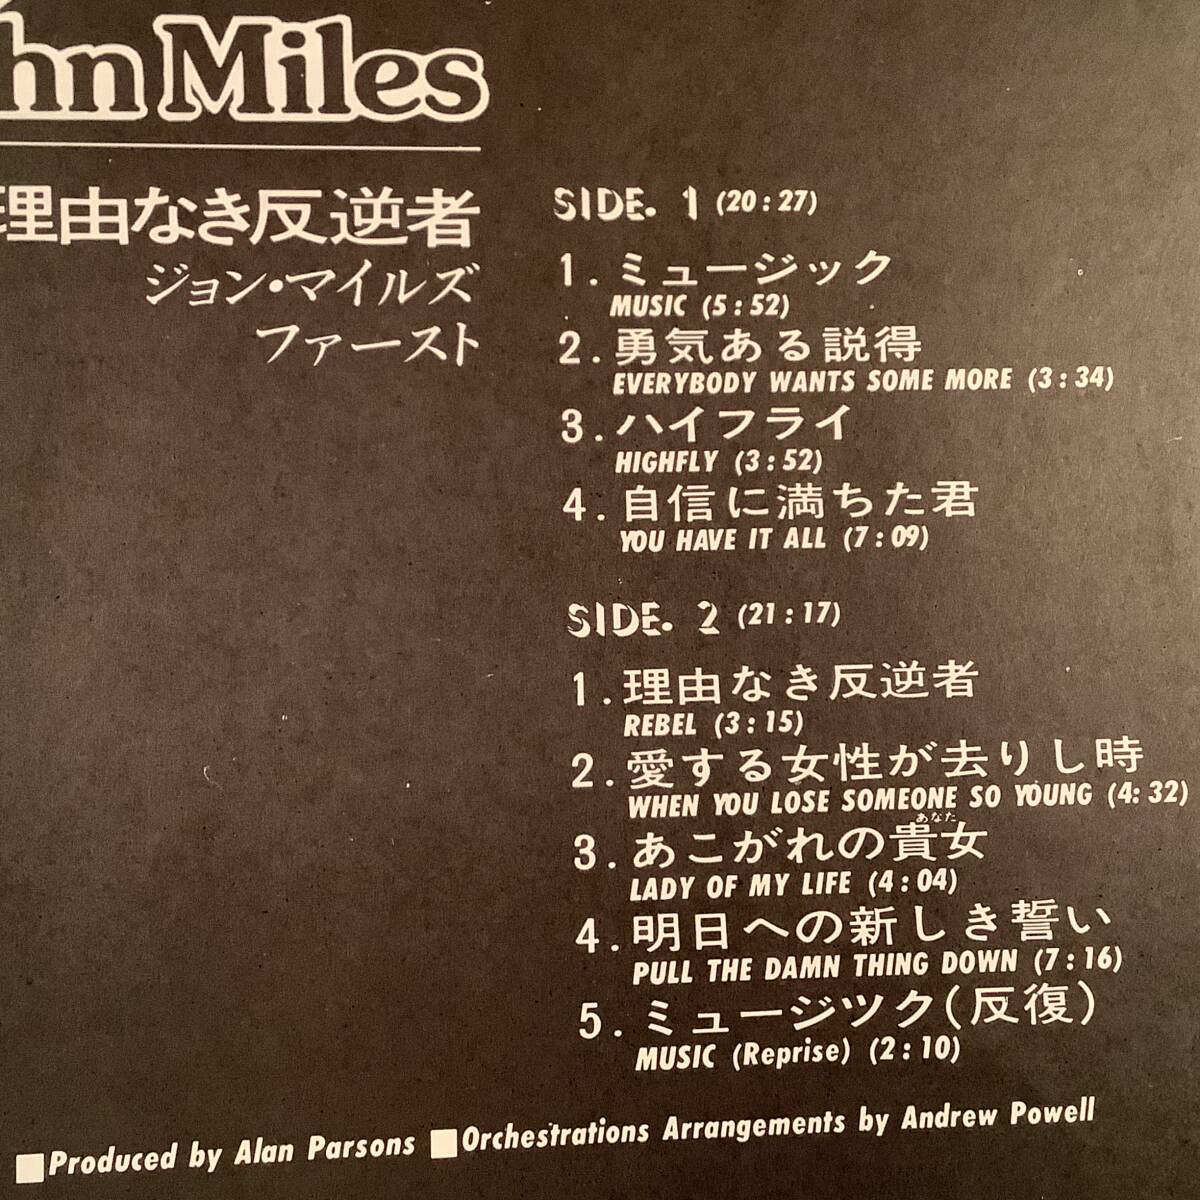 hn Miles
理由なき反逆者
ジョン・マイルズ
ファースト
SIDE. 1 (20:27)
1. ミュージック
MUSIC (5:52)
2. 勇気ある説得
EVERYBODY WANTS SOME MORE (3:34)
3. ハイフライ
HIGHFLY (3:52)
4. 自信に満ちた君
YOU HAVE IT ALL (7:09)
SIDE. 2 (21:17)
1. 理由なき反逆者
REBEL (3:15)
2. 愛する女性が去りし時
WHEN YOU LOSE SOMEONE SO YOUNG (4:32)
あなた
3. あこがれの貴女
LADY OF MY LIFE (4:04)
4. 明日への新しき誓い
PULL THE DAMN THING DOWN (7:16)
5. ミュージツク(反復)
MUSIC (Reprise) (2:10)
■Produced by Alan Parsons ■Orchestrations Arrangements by Andrew Powell